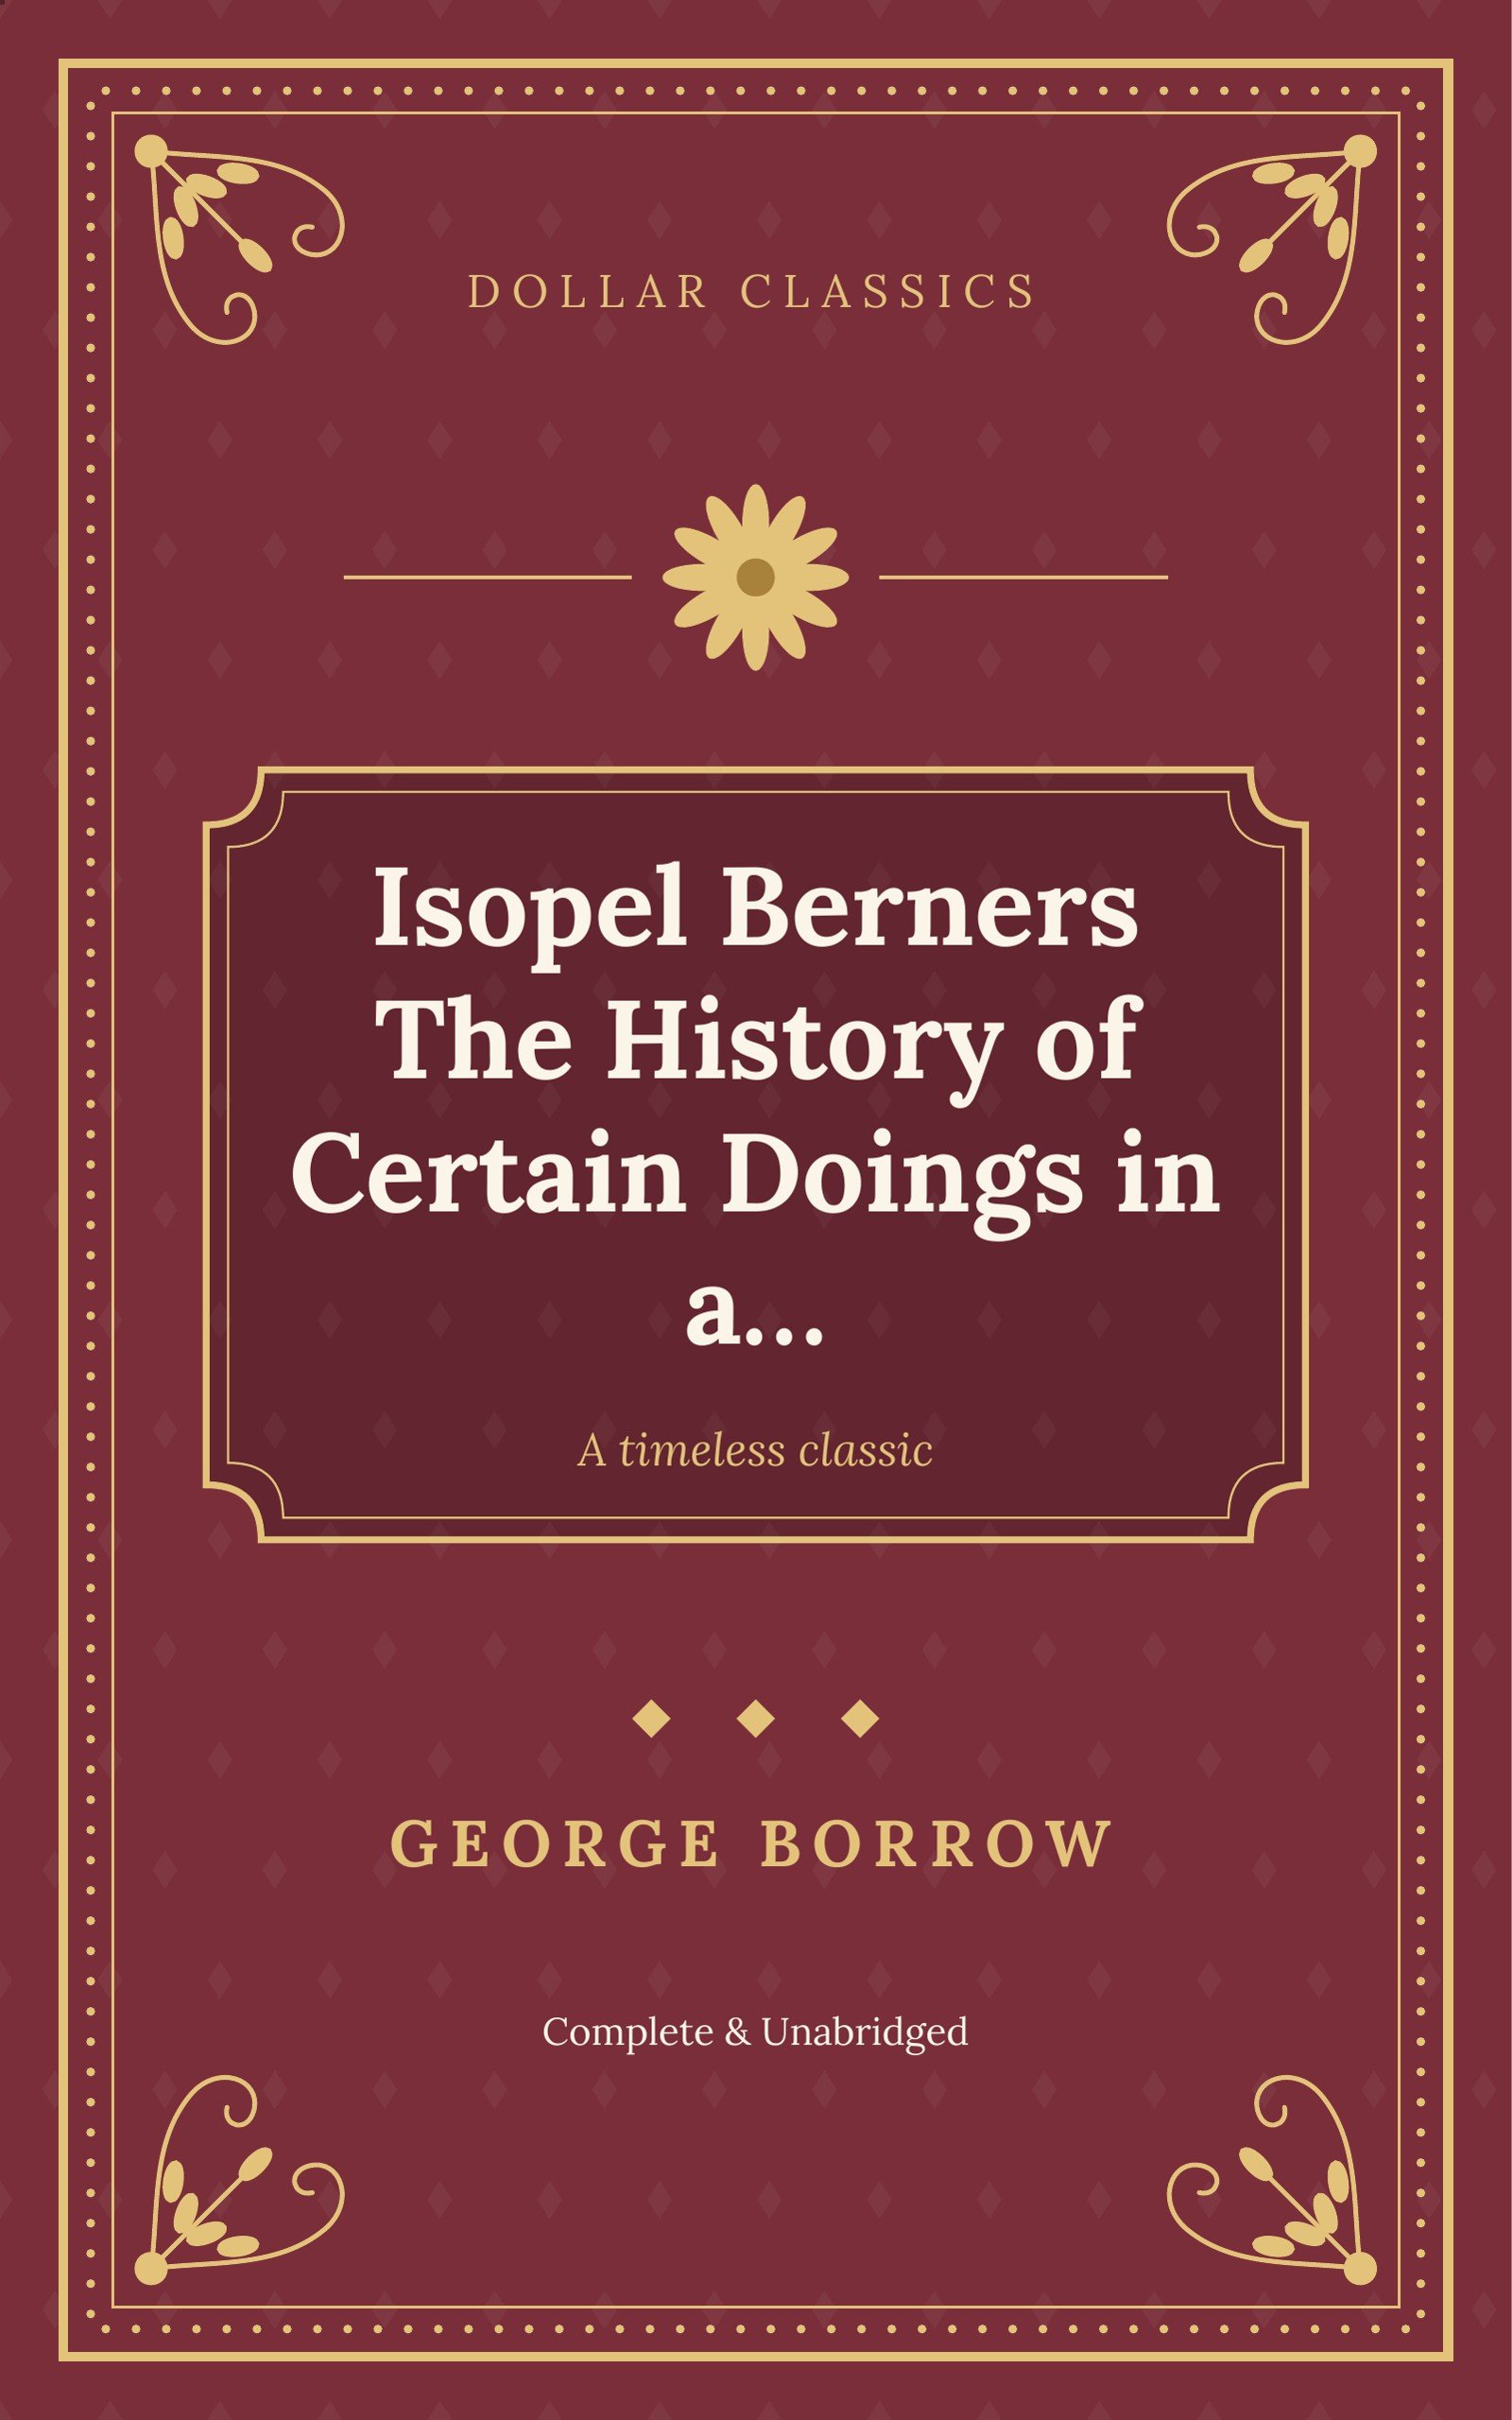 DOLLAR CLASSICS
Isopel Berners
The History of
Certain Doings in
a...
A timeless classic
GEORGE BORROW
Complete & Unabridged